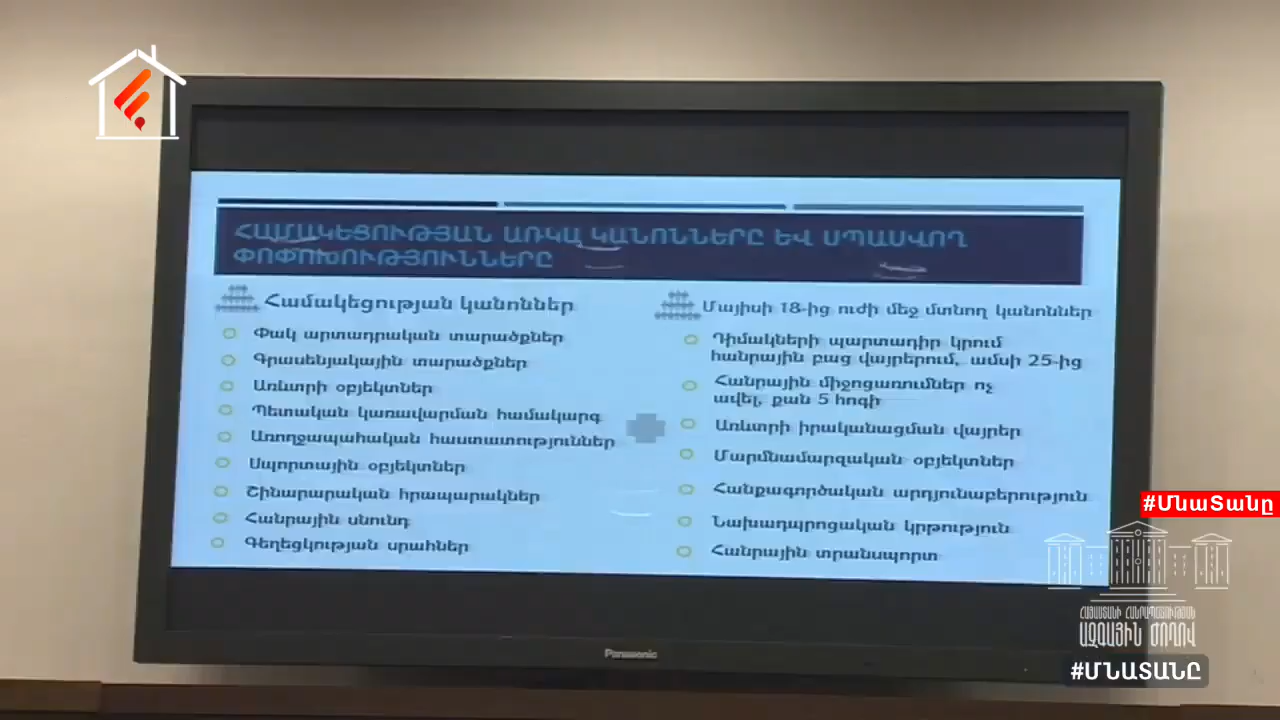 ՀԱՄԱԿԵՑՈՒԹՅԱՆ ԱՌԿԱ ԿԱՆՈՆՆԵՐԸ ԵՎ ՍՊԱՍՎՈՂ
ՓՈՓՈԽՈՒԹՅՈՒՆՆԵՐԸ
Համակեցության կանոններ
Փակ արտադրական տարածքներ
Գրասենյակային տարածքներ
Առևտրի օբյեկտներ
Պետական կառավարման համակարգ
Առողջապահական հաստատություններ
Սպորտային օբյեկտներ
Շինարարական հրապարակներ
Հանրային սնունդ
Գեղեցկության սրահներ
Մայիսի 18-ից ուժի մեջ մտնող կանոններ
Դիմակների պարտադիր կրում
հանրային բաց վայրերում, ամսի 25-ից
Հանրային միջոցառումներ ոչ
ավել, քան 5 հոգի
Առևտրի իրականացման վայրեր
Մարմնամարզական օբյեկտներ
Հանքագործական արդյունաբերություն
Նախադպրոցական կրթություն
Հանրային տրանսպորտ
Panasonic
#ՄնաՏանը
ՀԱՅԱՍՏԱՆԻ ՀԱՆՐԱՊԵՏՈՒԹՅԱՆ
ԱԶԳԱՅԻՆ ԺՈՂՈՎ
#ՄՆԱՏԱՆԸ